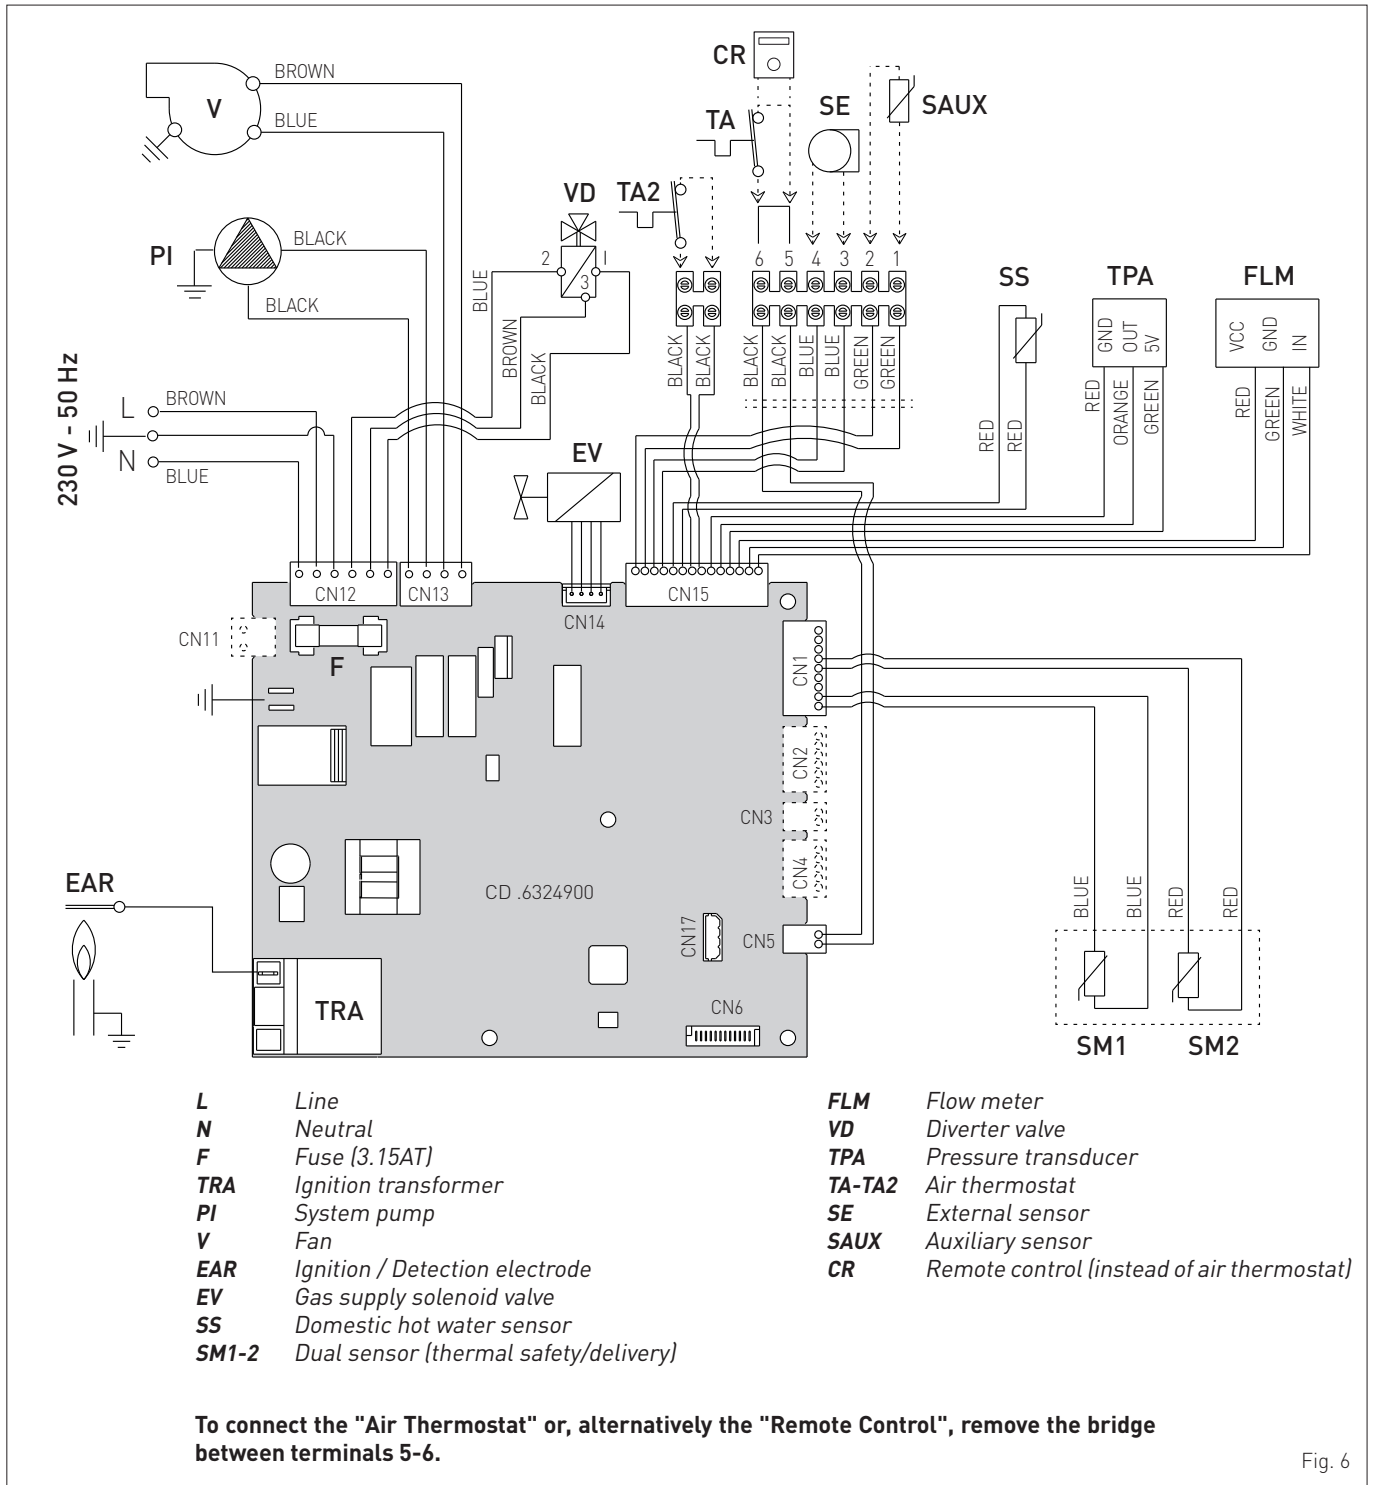 CR
BROWN
V
BLUE
TA
SE
SAUX
VD
TA2
PI
BLACK
BLACK
2
1
3
BLUE
BROWN
BLACK
BLACK
BLACK
6 5 4 3 2 1
BLACK
BLACK
BLUE
BLUE
GREEN
GREEN
SS
TPA
FLM
GND
OUT
5V
VCC
GND
IN
RED
RED
RED
ORANGE
GREEN
RED
GREEN
WHITE
230 V - 50 Hz
L
BROWN
N
BLUE
EV
CN12
CN13
CN14
CN15
CN11
F
CN1
CN2
CN3
CN4
CD .6324900
CN17
CN5
CN6
EAR
TRA
BLUE
BLUE
RED
RED
SM1
SM2
L Line
N Neutral
F Fuse (3.15AT)
TRA Ignition transformer
PI System pump
V Fan
EAR Ignition / Detection electrode
EV Gas supply solenoid valve
SS Domestic hot water sensor
SM1-2 Dual sensor (thermal safety/delivery)
FLM Flow meter
VD Diverter valve
TPA Pressure transducer
TA-TA2 Air thermostat
SE External sensor
SAUX Auxiliary sensor
CR Remote control (instead of air thermostat)
To connect the "Air Thermostat" or, alternatively the "Remote Control", remove the bridge
between terminals 5-6.
Fig. 6